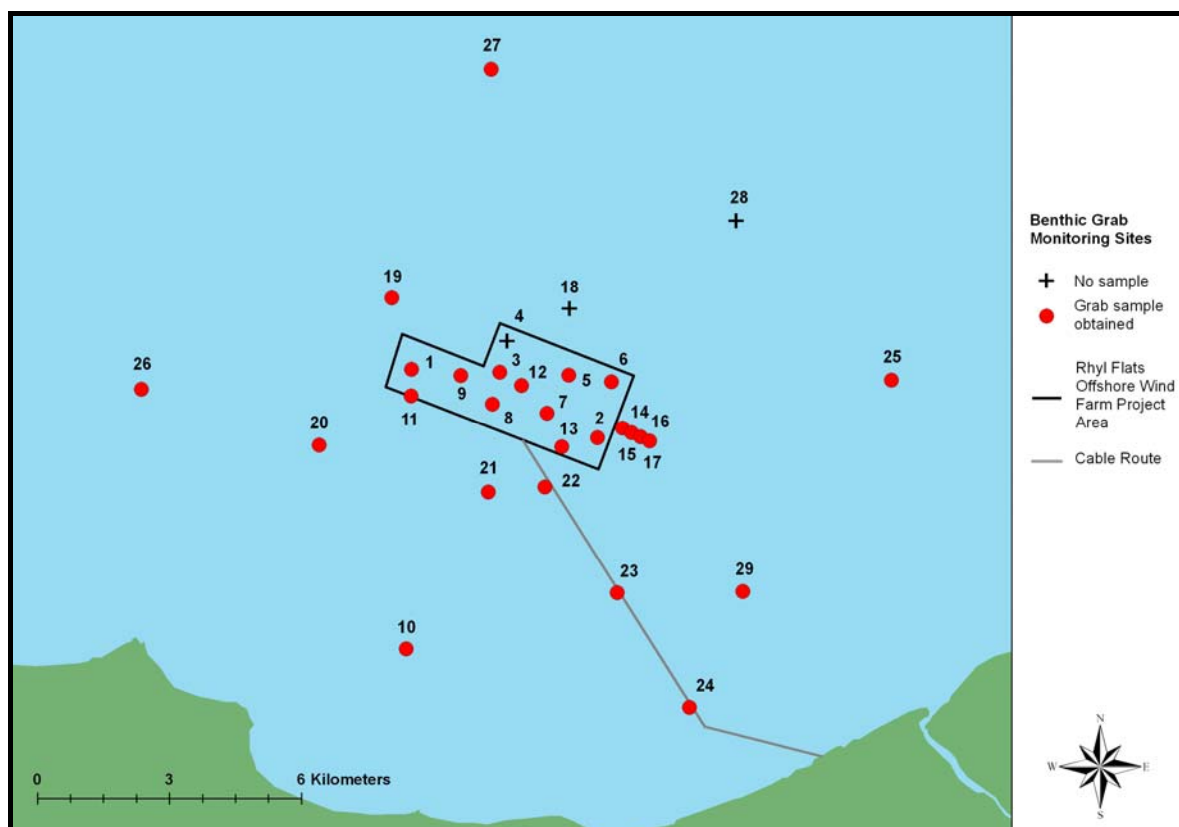 27
28
19
18
4
26
1
3
6
25
12
9
5
7
14
8
2
16
11
13
20
15
17
21
22
23
29
10
24
0 3 6 Kilometers
Benthic Grab
Monitoring Sites
No sample
Grab sample
obtained
Rhyl Flats
Offshore Wind
Farm Project
Area
Cable Route
N
W E
S